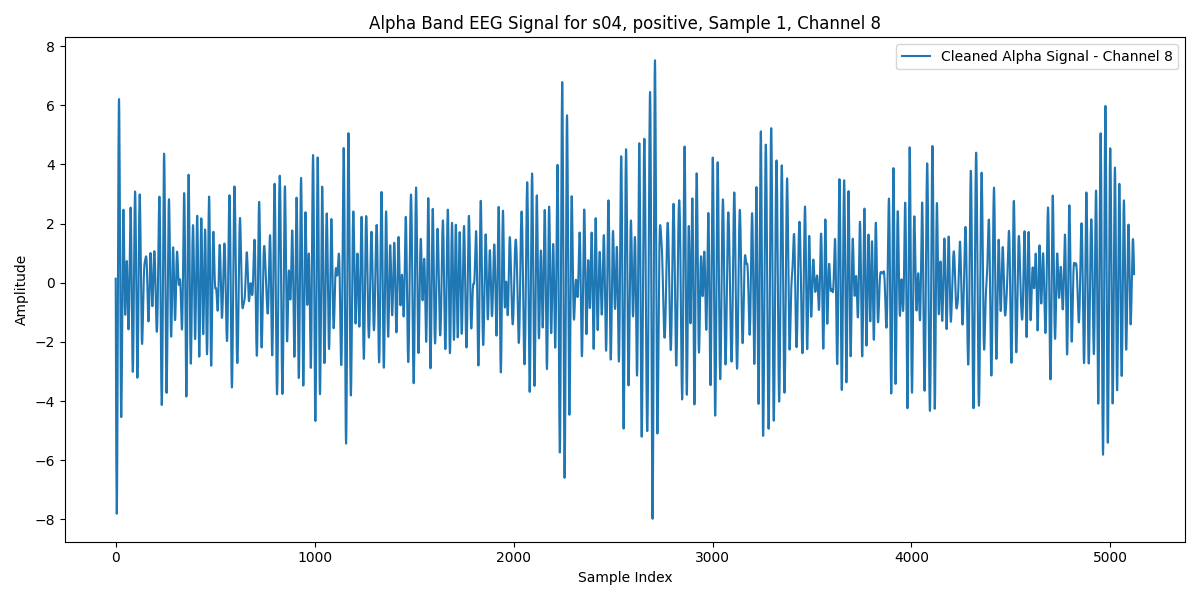 Alpha Band EEG Signal for s04, positive, Sample 1, Channel 8
Cleaned Alpha Signal - Channel 8
8
6
4
2
0
−2
−4
−6
−8
Amplitude
0 1000 2000 3000 4000 5000
Sample Index